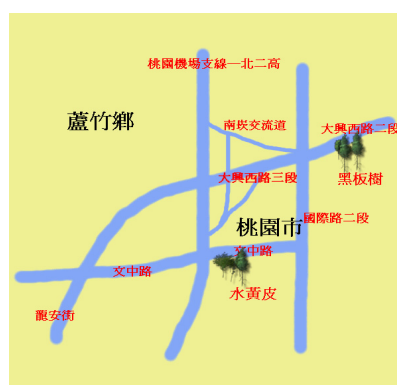 桃園機場支線—北二高
蘆竹鄉
南崁交流道
大興西路二段
大興西路三段
黑板樹
國際路二段
桃園市
文中路
文中路
水黃皮
龍安街